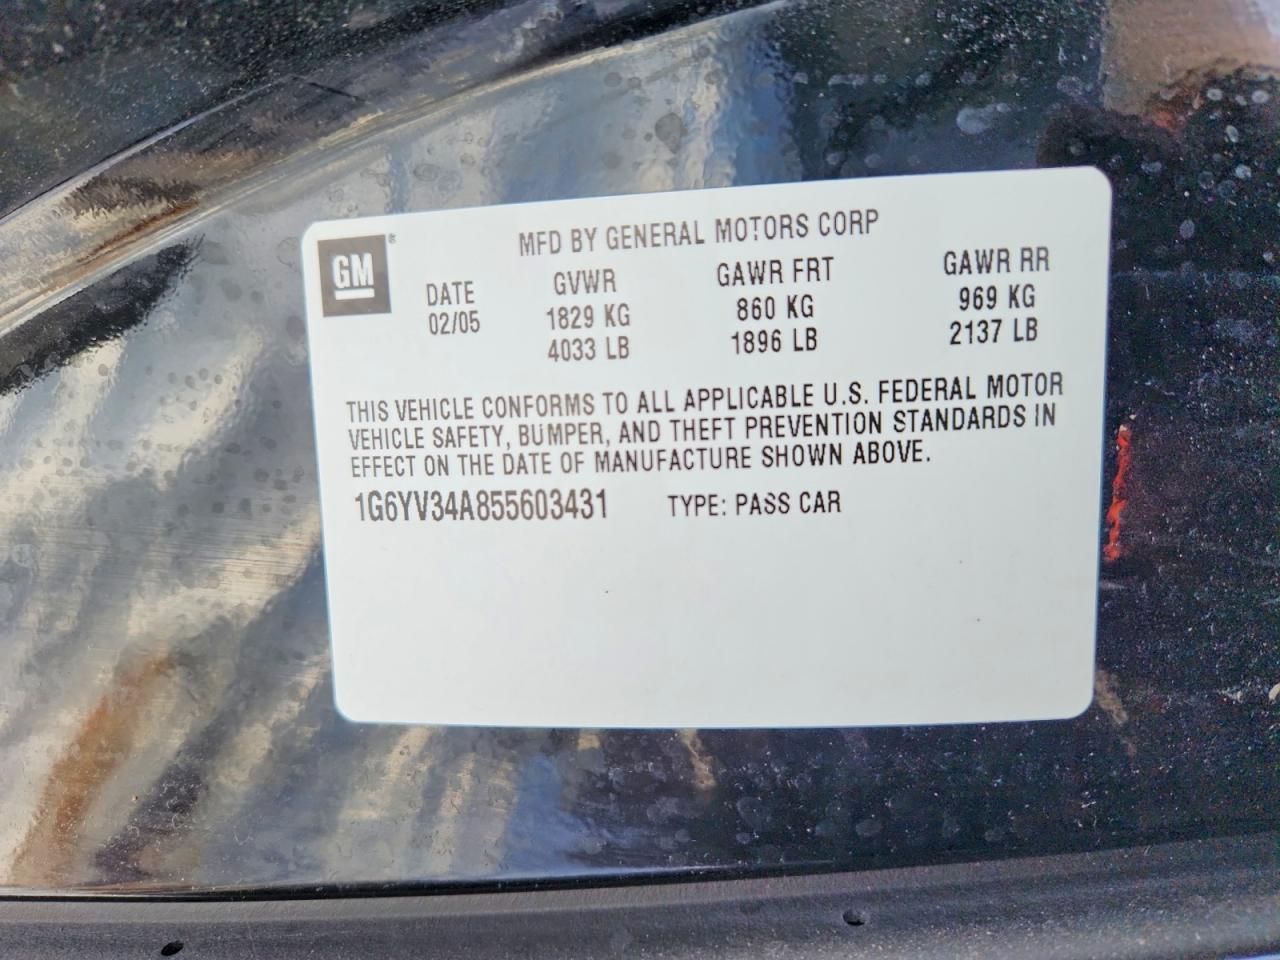 GM®
MFD BY GENERAL MOTORS CORP
DATE GVWR GAWR FRT GAWR RR
02/05 1829 KG 860 KG 969 KG
4033 LB 1896 LB 2137 LB
THIS VEHICLE CONFORMS TO ALL APPLICABLE U.S. FEDERAL MOTOR
VEHICLE SAFETY, BUMPER, AND THEFT PREVENTION STANDARDS IN
EFFECT ON THE DATE OF MANUFACTURE SHOWN ABOVE.
1G6YV34A855603431 TYPE: PASS CAR